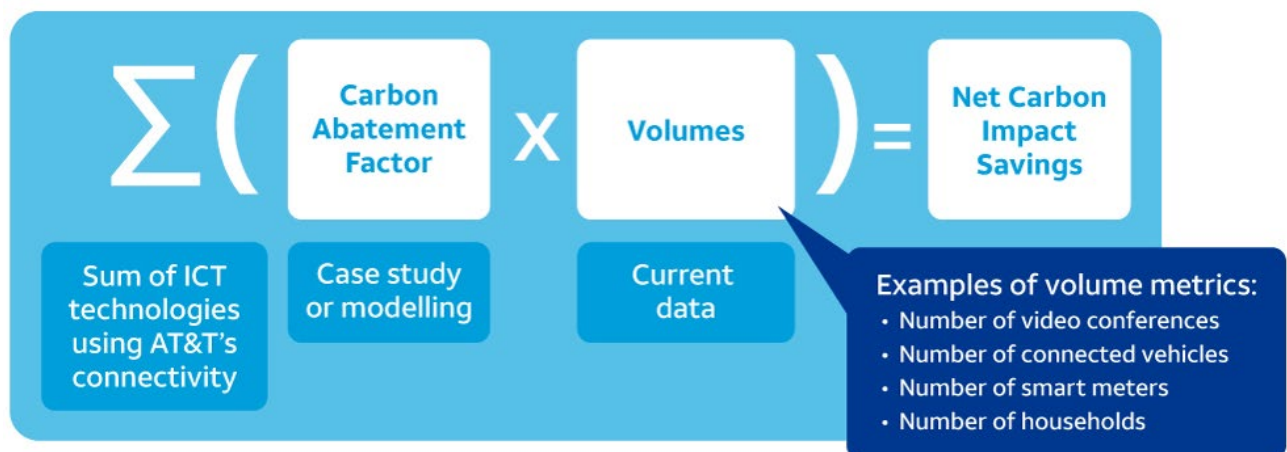 ∑(
Carbon
Abatement
Factor
X
Volumes
)
=
Net Carbon
Impact
Savings
Sum of ICT
technologies
using AT&T's
connectivity
Case study
or modelling
Current
data
Examples of volume metrics:
• Number of video conferences
• Number of connected vehicles
• Number of smart meters
• Number of households